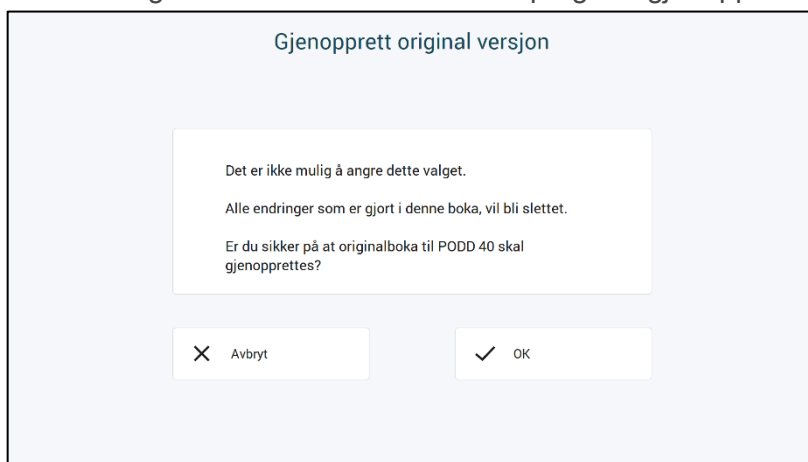 Gjenopprett original versjon
Det er ikke mulig å angre dette valget.
Alle endringer som er gjort i denne boka, vil bli slettet.
Er du sikker på at originalboka til PODD 40 skal
gjenopprettes?
Avbryt
OK